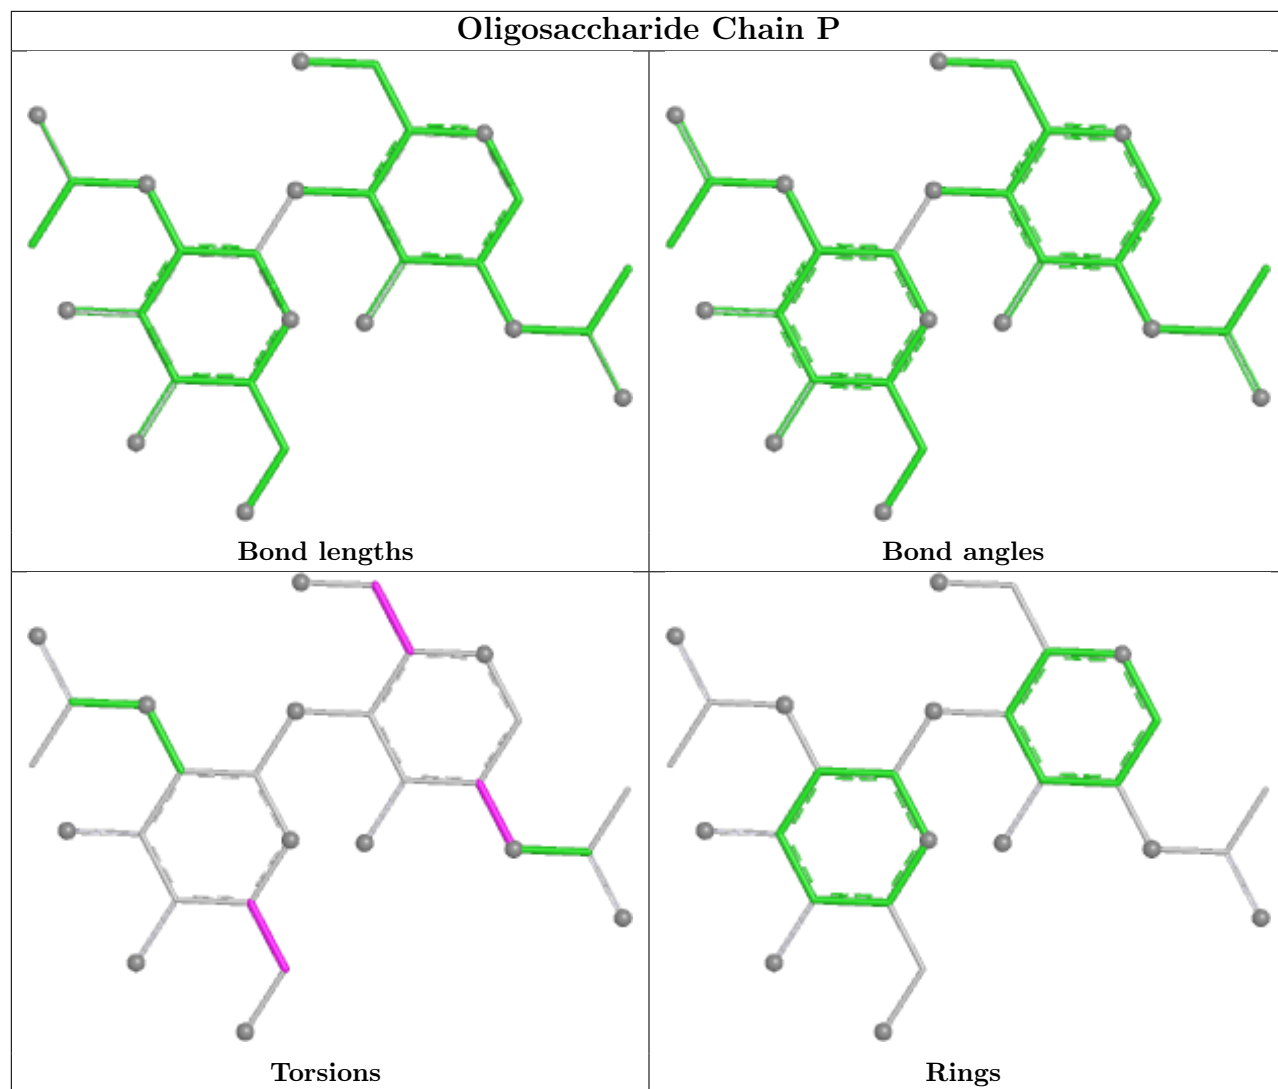 Oligosaccharide Chain P
Bond lengths
Bond angles
Torsions
Rings